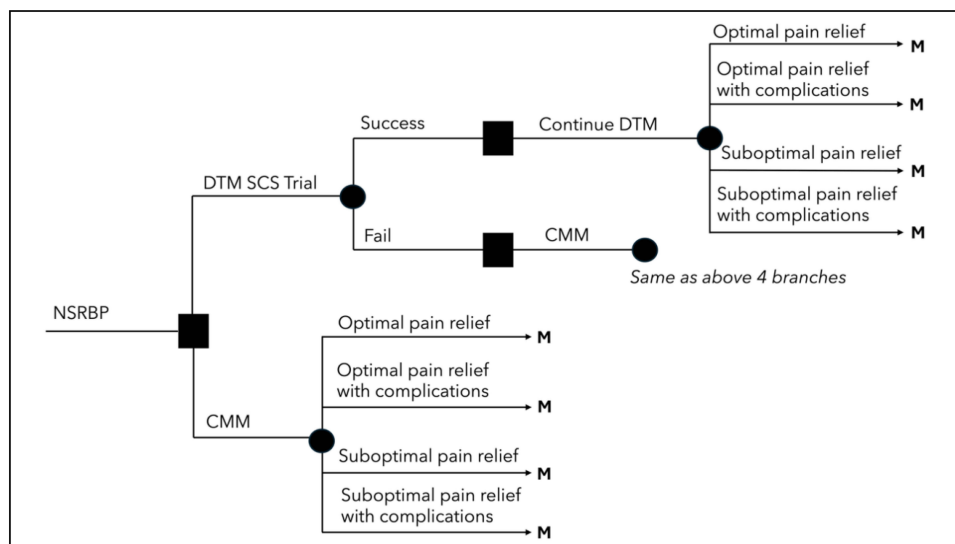 Optimal pain relief
M
Optimal pain relief
with complications
M
Success
Continue DTM
Suboptimal pain relief
M
DTM SCS Trial
Suboptimal pain relief
with complications
M
Fail
CMM
Same as above 4 branches
NSRBP
Optimal pain relief
M
Optimal pain relief
with complications
M
CMM
Suboptimal pain relief
M
Suboptimal pain relief
with complications
M